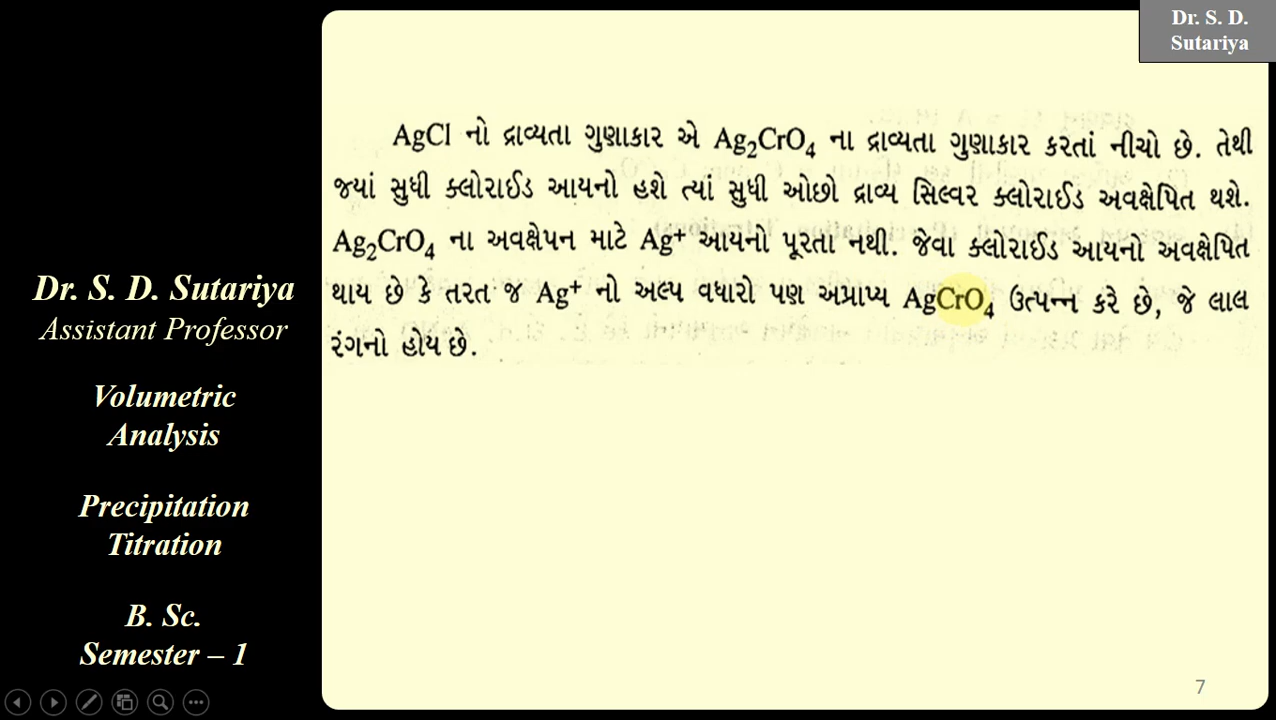 Dr. S. D.
Sutariya
AgCl નો દ્રાવ્યતા ગુણાકાર એ Ag₂CrO₄ ના દ્રાવ્યતા ગુણાકાર કરતાં નીચો છે. તેથી
જ્યાં સુધી ક્લોરાઈડ આયનો હશે ત્યાં સુધી ઓછો દ્રાવ્ય સિલ્વર ક્લોરાઈડ અવક્ષેપિત થશે.
Ag₂CrO₄ ના અવક્ષેપન માટે Ag⁺ આયનો પૂરતા નથી. જેવા ક્લોરાઈડ આયનો અવક્ષેપિત
થાય છે કે તરત જ Ag⁺ નો અલ્પ વધારો પણ અપ્રાપ્ય AgCrO₄ ઉત્પન્ન કરે છે, જે લાલ
રંગનો હોય છે.
Dr. S. D. Sutariya
Assistant Professor
Volumetric
Analysis
Precipitation
Titration
B. Sc.
Semester – 1
7